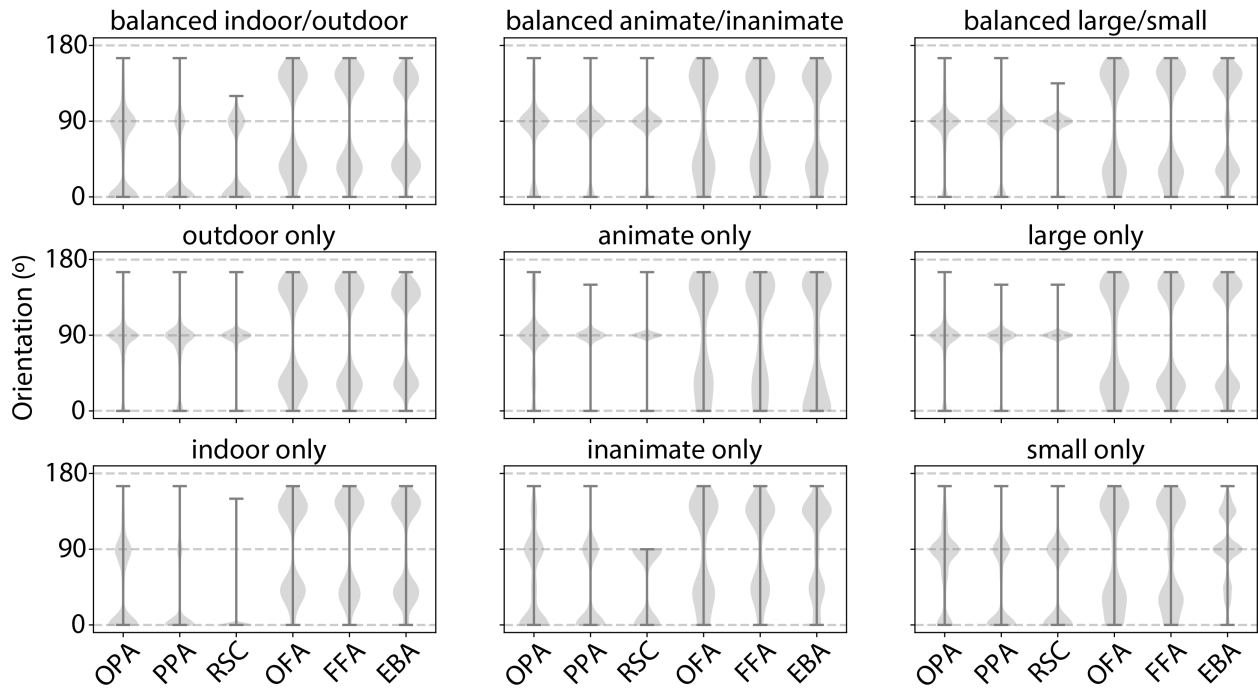 balanced indoor/outdoor
balanced animate/inanimate
balanced large/small
180
90
0
outdoor only
animate only
large only
Orientation (º)
180
90
0
indoor only
inanimate only
small only
180
90
0
OPA PPA RSC OFA FFA EBA
OPA PPA RSC OFA FFA EBA
OPA PPA RSC OFA FFA EBA